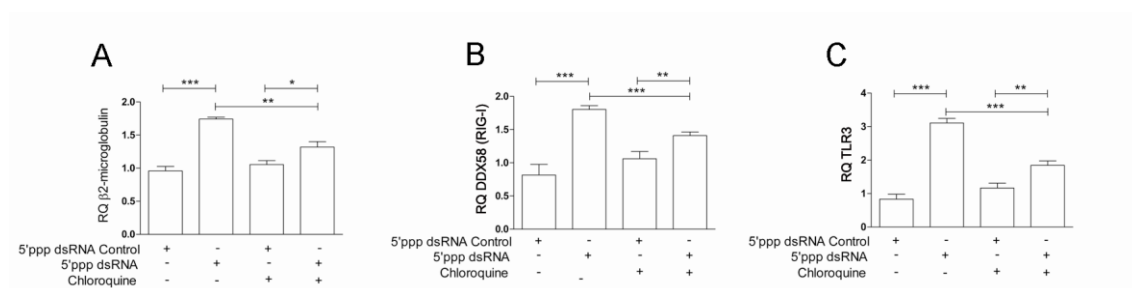 A
RQ β2-microglobulin
2.0
1.5
1.0
0.5
0.0
***
*
**
5'ppp dsRNA Control + - + -
5'ppp dsRNA - + - +
Chloroquine - - + +
B
RQ DDX58 (RIG-I)
2.0
1.5
1.0
0.5
0.0
***
**
***
5'ppp dsRNA Control + - + -
5'ppp dsRNA - + - +
Chloroquine - - + +
C
RQ TLR3
4
3
2
1
0
***
**
***
5'ppp dsRNA Control + - + +
5'ppp dsRNA - + - +
Chloroquine - - + +